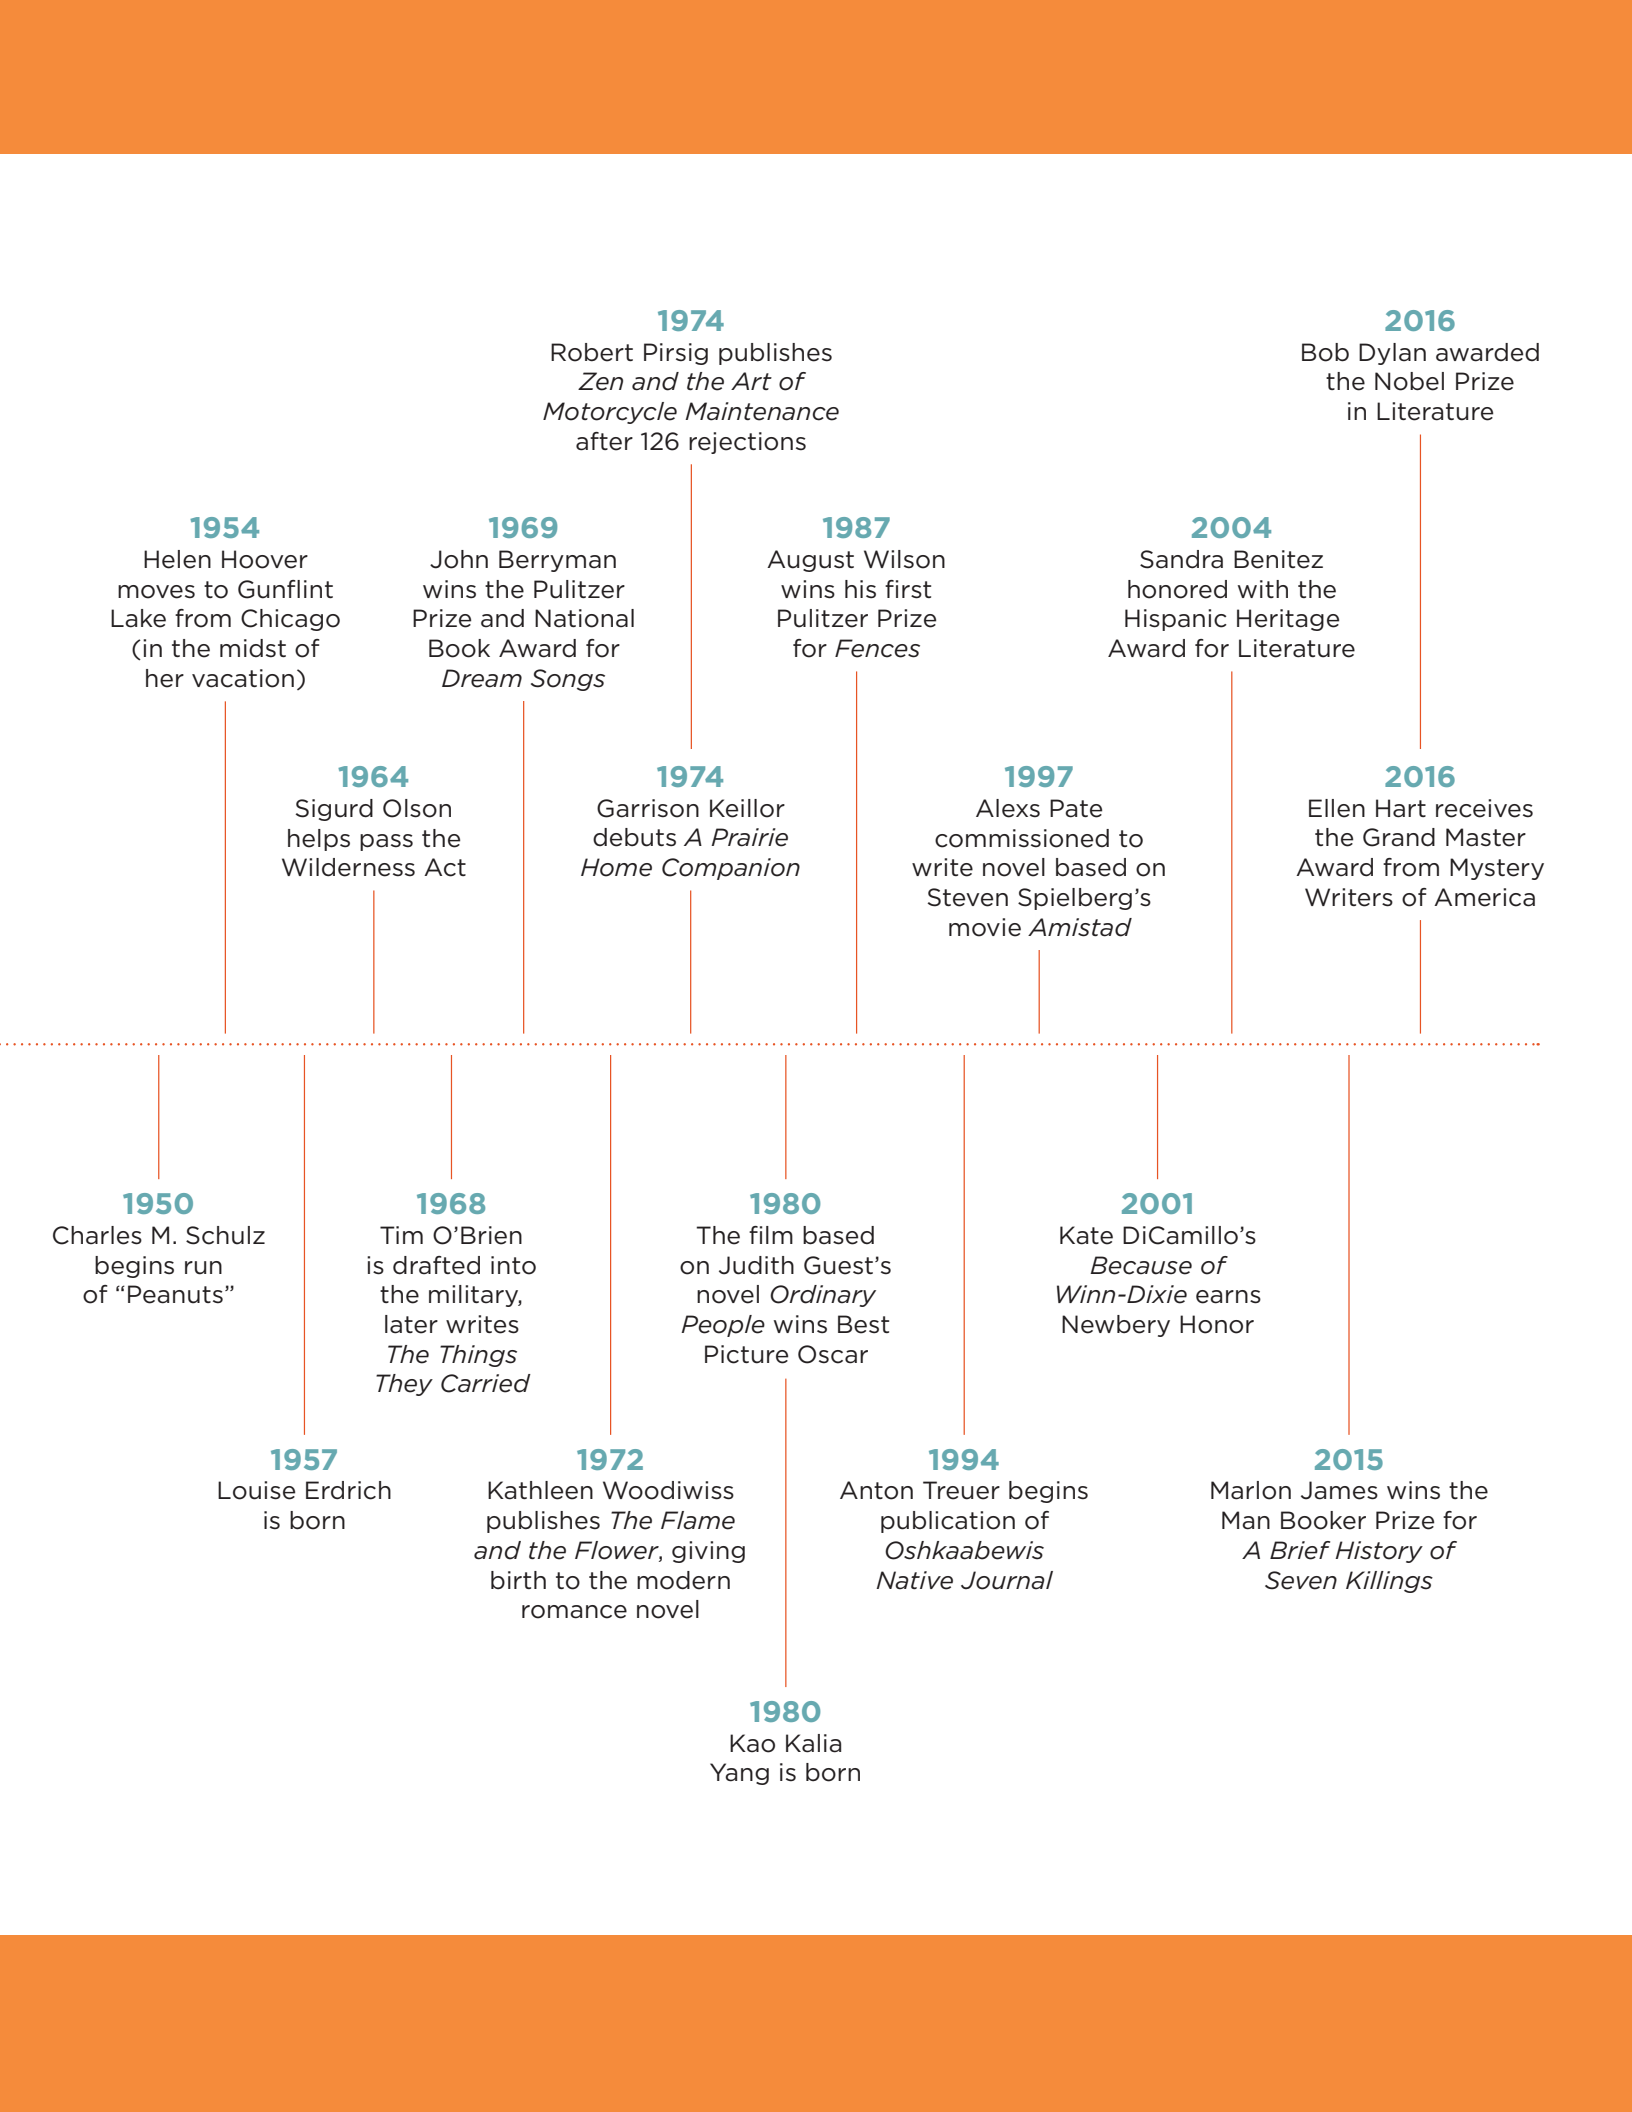 1974
Robert Pirsig publishes
Zen and the Art of
Motorcycle Maintenance
after 126 rejections
2016
Bob Dylan awarded
the Nobel Prize
in Literature
1954
Helen Hoover
moves to Gunflint
Lake from Chicago
(in the midst of
her vacation)
1969
John Berryman
wins the Pulitzer
Prize and National
Book Award for
Dream Songs
1987
August Wilson
wins his first
Pulitzer Prize
for Fences
2004
Sandra Benitez
honored with the
Hispanic Heritage
Award for Literature
1964
Sigurd Olson
helps pass the
Wilderness Act
1974
Garrison Keillor
debuts A Prairie
Home Companion
1997
Alexs Pate
commissioned to
write novel based on
Steven Spielberg’s
movie Amistad
2016
Ellen Hart receives
the Grand Master
Award from Mystery
Writers of America
1950
Charles M. Schulz
begins run
of “Peanuts”
1968
Tim O’Brien
is drafted into
the military,
later writes
The Things
They Carried
1980
The film based
on Judith Guest’s
novel Ordinary
People wins Best
Picture Oscar
2001
Kate DiCamillo’s
Because of
Winn-Dixie earns
Newbery Honor
1957
Louise Erdrich
is born
1972
Kathleen Woodiwiss
publishes The Flame
and the Flower, giving
birth to the modern
romance novel
1994
Anton Treuer begins
publication of
Oshkaabewis
Native Journal
2015
Marlon James wins the
Man Booker Prize for
A Brief History of
Seven Killings
1980
Kao Kalia
Yang is born